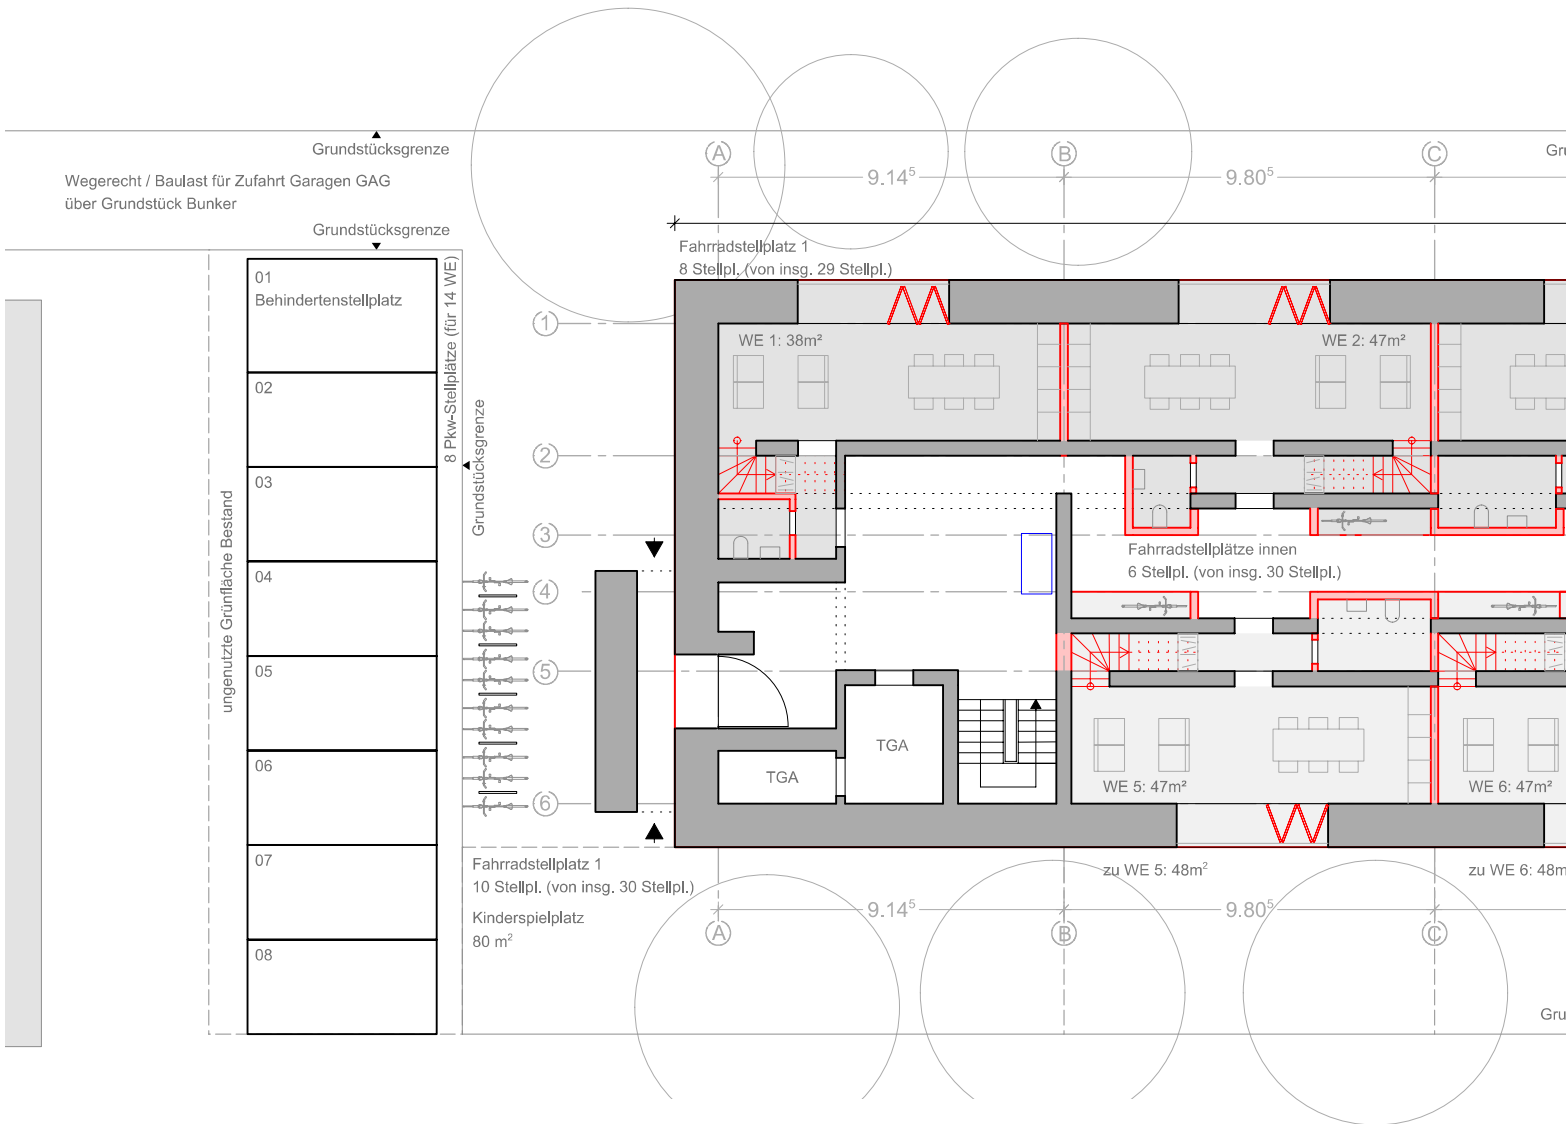 Grundstücksgrenze
Wegerecht / Baulast für Zufahrt Garagen GAG
über Grundstück Bunker
Grundstücksgrenze
A
B
C
9.14⁵
9.80⁵
Gru
Fahrradstellplatz 1
8 Stellpl. (von insg. 29 Stellpl.)
01
Behindertenstellplatz
02
03
04
05
06
07
08
8 Pkw-Stellplätze (für 14 WE)
Grundstücksgrenze
ungenutzte Grünfläche Bestand
1
2
3
4
5
6
WE 1: 38m²
WE 2: 47m²
Fahrradstellplätze innen
6 Stellpl. (von insg. 30 Stellpl.)
TGA
TGA
WE 5: 47m²
WE 6: 47m²
Fahrradstellplatz 1
10 Stellpl. (von insg. 30 Stellpl.)
Kinderspielplatz
80 m²
zu WE 5: 48m²
zu WE 6: 48m
9.14⁵
9.80⁵
A
B
C
Gru